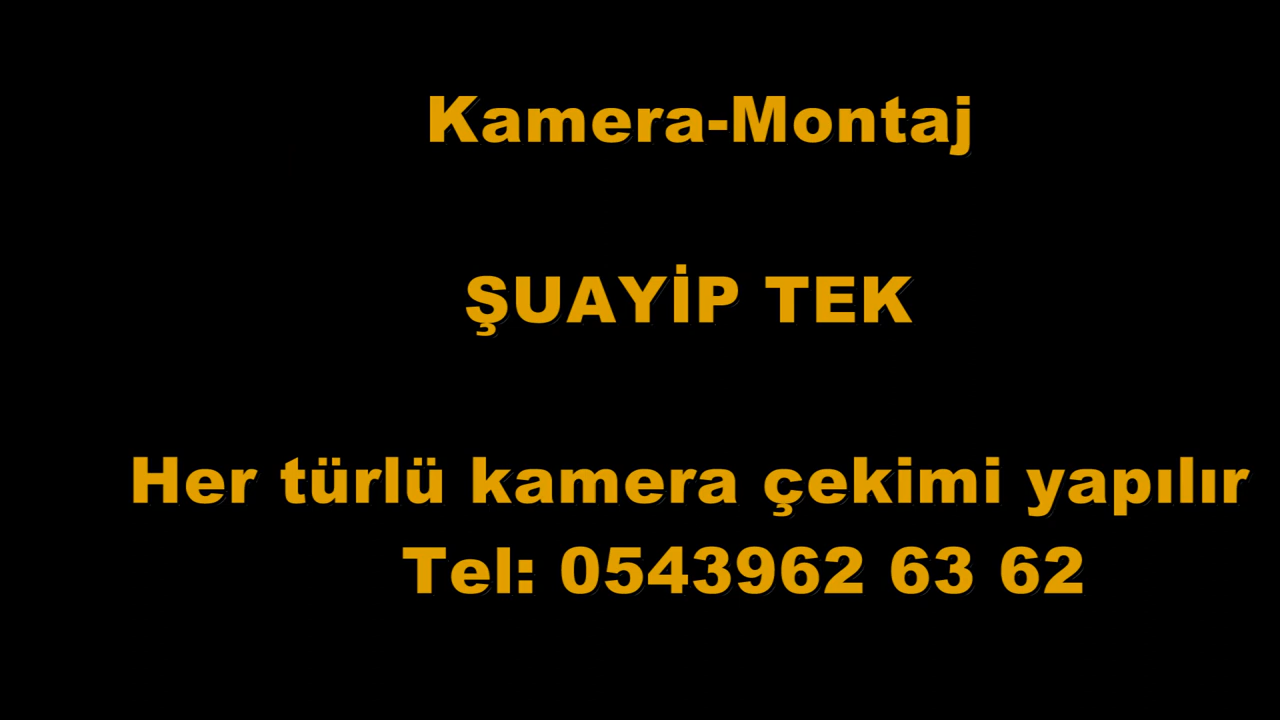 Kamera-Montaj
ŞUAYİP TEK
Her türlü kamera çekimi yapılır
Tel: 0543962 63 62